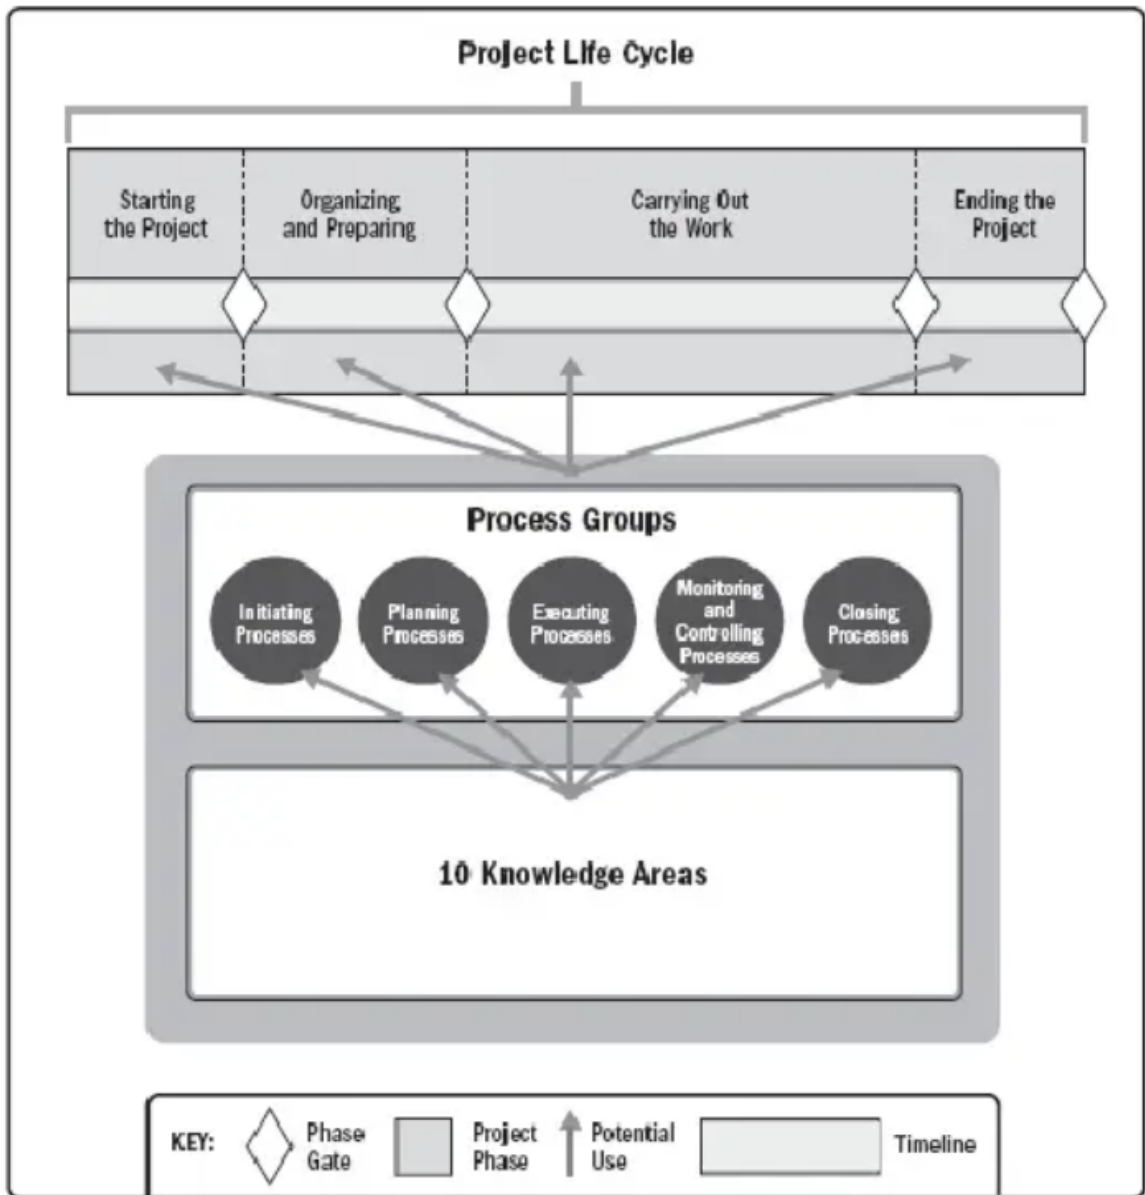 Project Life Cycle
Starting
the Project
Organizing
and Preparing
Carrying Out
the Work
Ending the
Project
Process Groups
Initiating
Processes
Planning
Processes
Executing
Processes
Monitoring
and
Controlling
Processes
Closing
Processes
10 Knowledge Areas
KEY:
Phase
Gate
Project
Phase
Potential
Use
Timeline